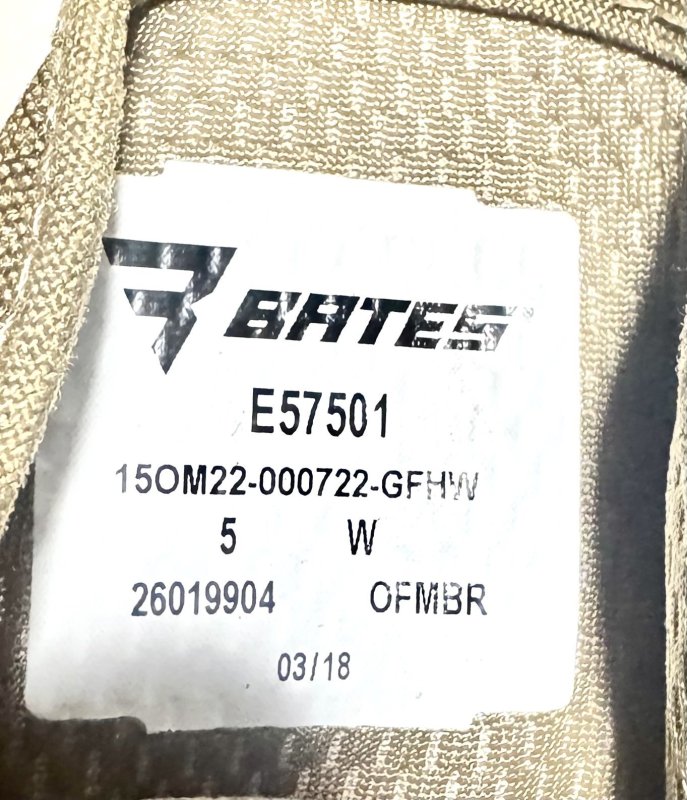 BATES®
E57501
15OM22-000722-GFHW
5 W
26019904 OFMBR
03/18